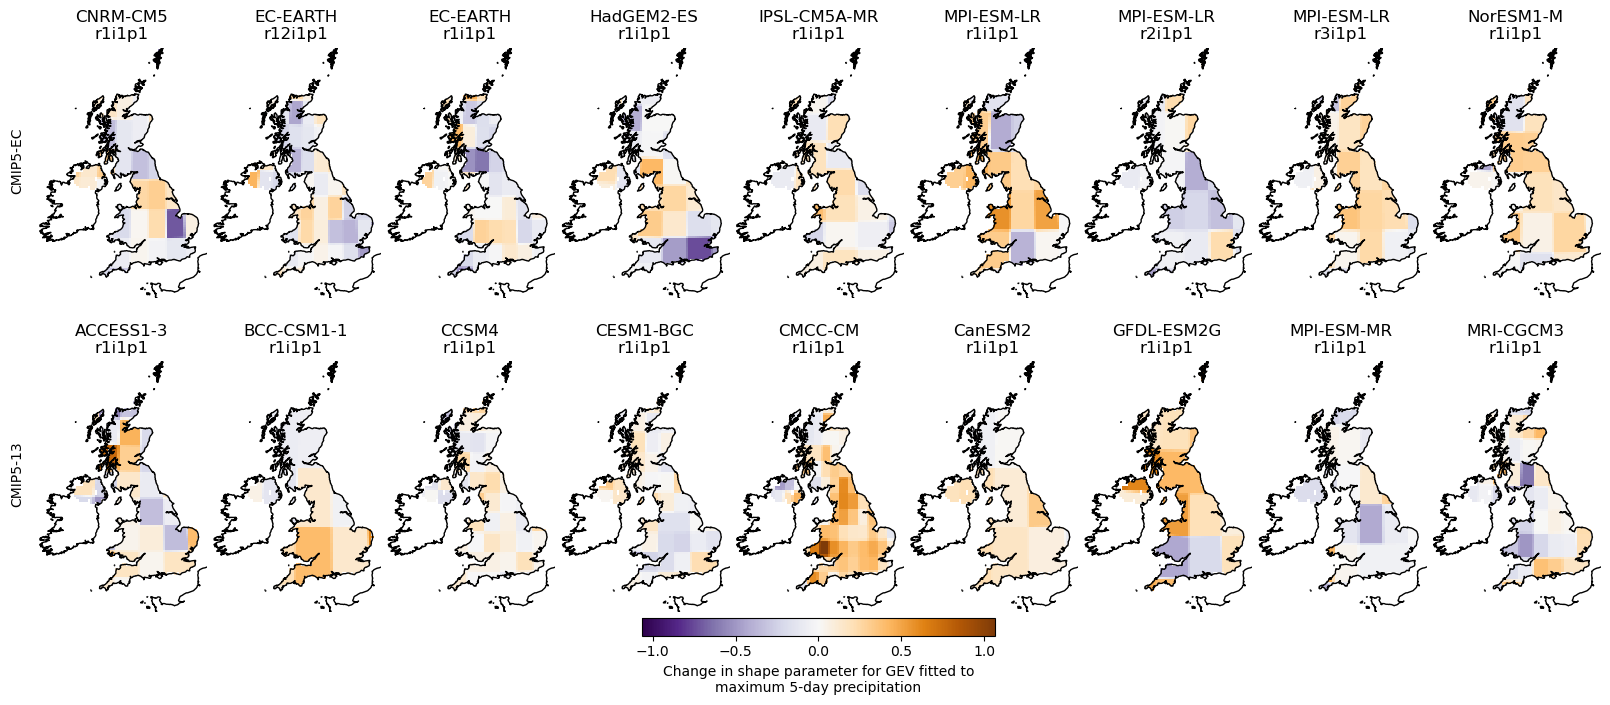 CNRM-CM5 EC-EARTH EC-EARTH HadGEM2-ES IPSL-CM5A-MR MPI-ESM-LR MPI-ESM-LR MPI-ESM-LR NorESM1-M
r1i1p1 r12i1p1 r1i1p1 r1i1p1 r1i1p1 r1i1p1 r2i1p1 r3i1p1 r1i1p1
CMIP5-EC
ACCESS1-3 BCC-CSM1-1 CCSM4 CESM1-BGC CMCC-CM CanESM2 GFDL-ESM2G MPI-ESM-MR MRI-CGCM3
r1i1p1 r1i1p1 r1i1p1 r1i1p1 r1i1p1 r1i1p1 r1i1p1 r1i1p1 r1i1p1
CMIP5-13
−1.0 −0.5 0.0 0.5 1.0
Change in shape parameter for GEV fitted to
maximum 5-day precipitation